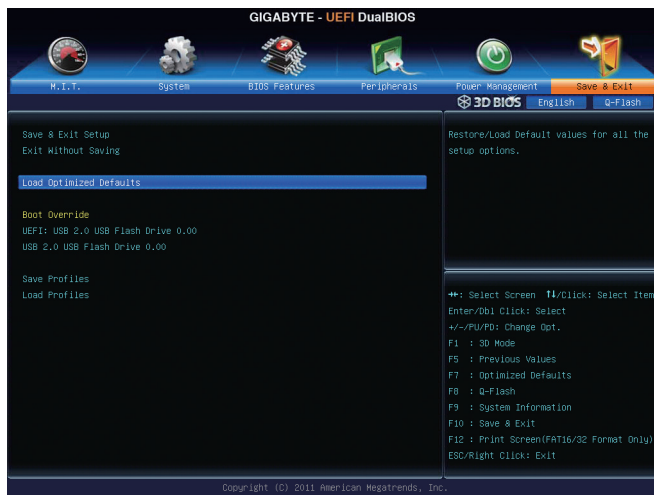 GIGABYTE - UEFI DualBIOS
M.I.T.
System
BIOS Features
Peripherals
Power Management
Save & Exit
3D BIOS
English
Q-Flash
Save & Exit Setup
Exit Without Saving
Load Optimized Defaults
Boot Override
UEFI: USB 2.0 USB Flash Drive 0.00
USB 2.0 USB Flash Drive 0.00
Save Profiles
Load Profiles
Restore/Load Default values for all the
setup options.
→←: Select Screen ↑↓/Click: Select Item
Enter/Dbl Click: Select
+/-/PU/PD: Change Opt.
F1 : 3D Mode
F5 : Previous Values
F7 : Optimized Defaults
F8 : Q-Flash
F9 : System Information
F10 : Save & Exit
F12 : Print Screen(FAT16/32 Format Only)
ESC/Right Click: Exit
Copyright (C) 2011 American Megatrends, Inc.